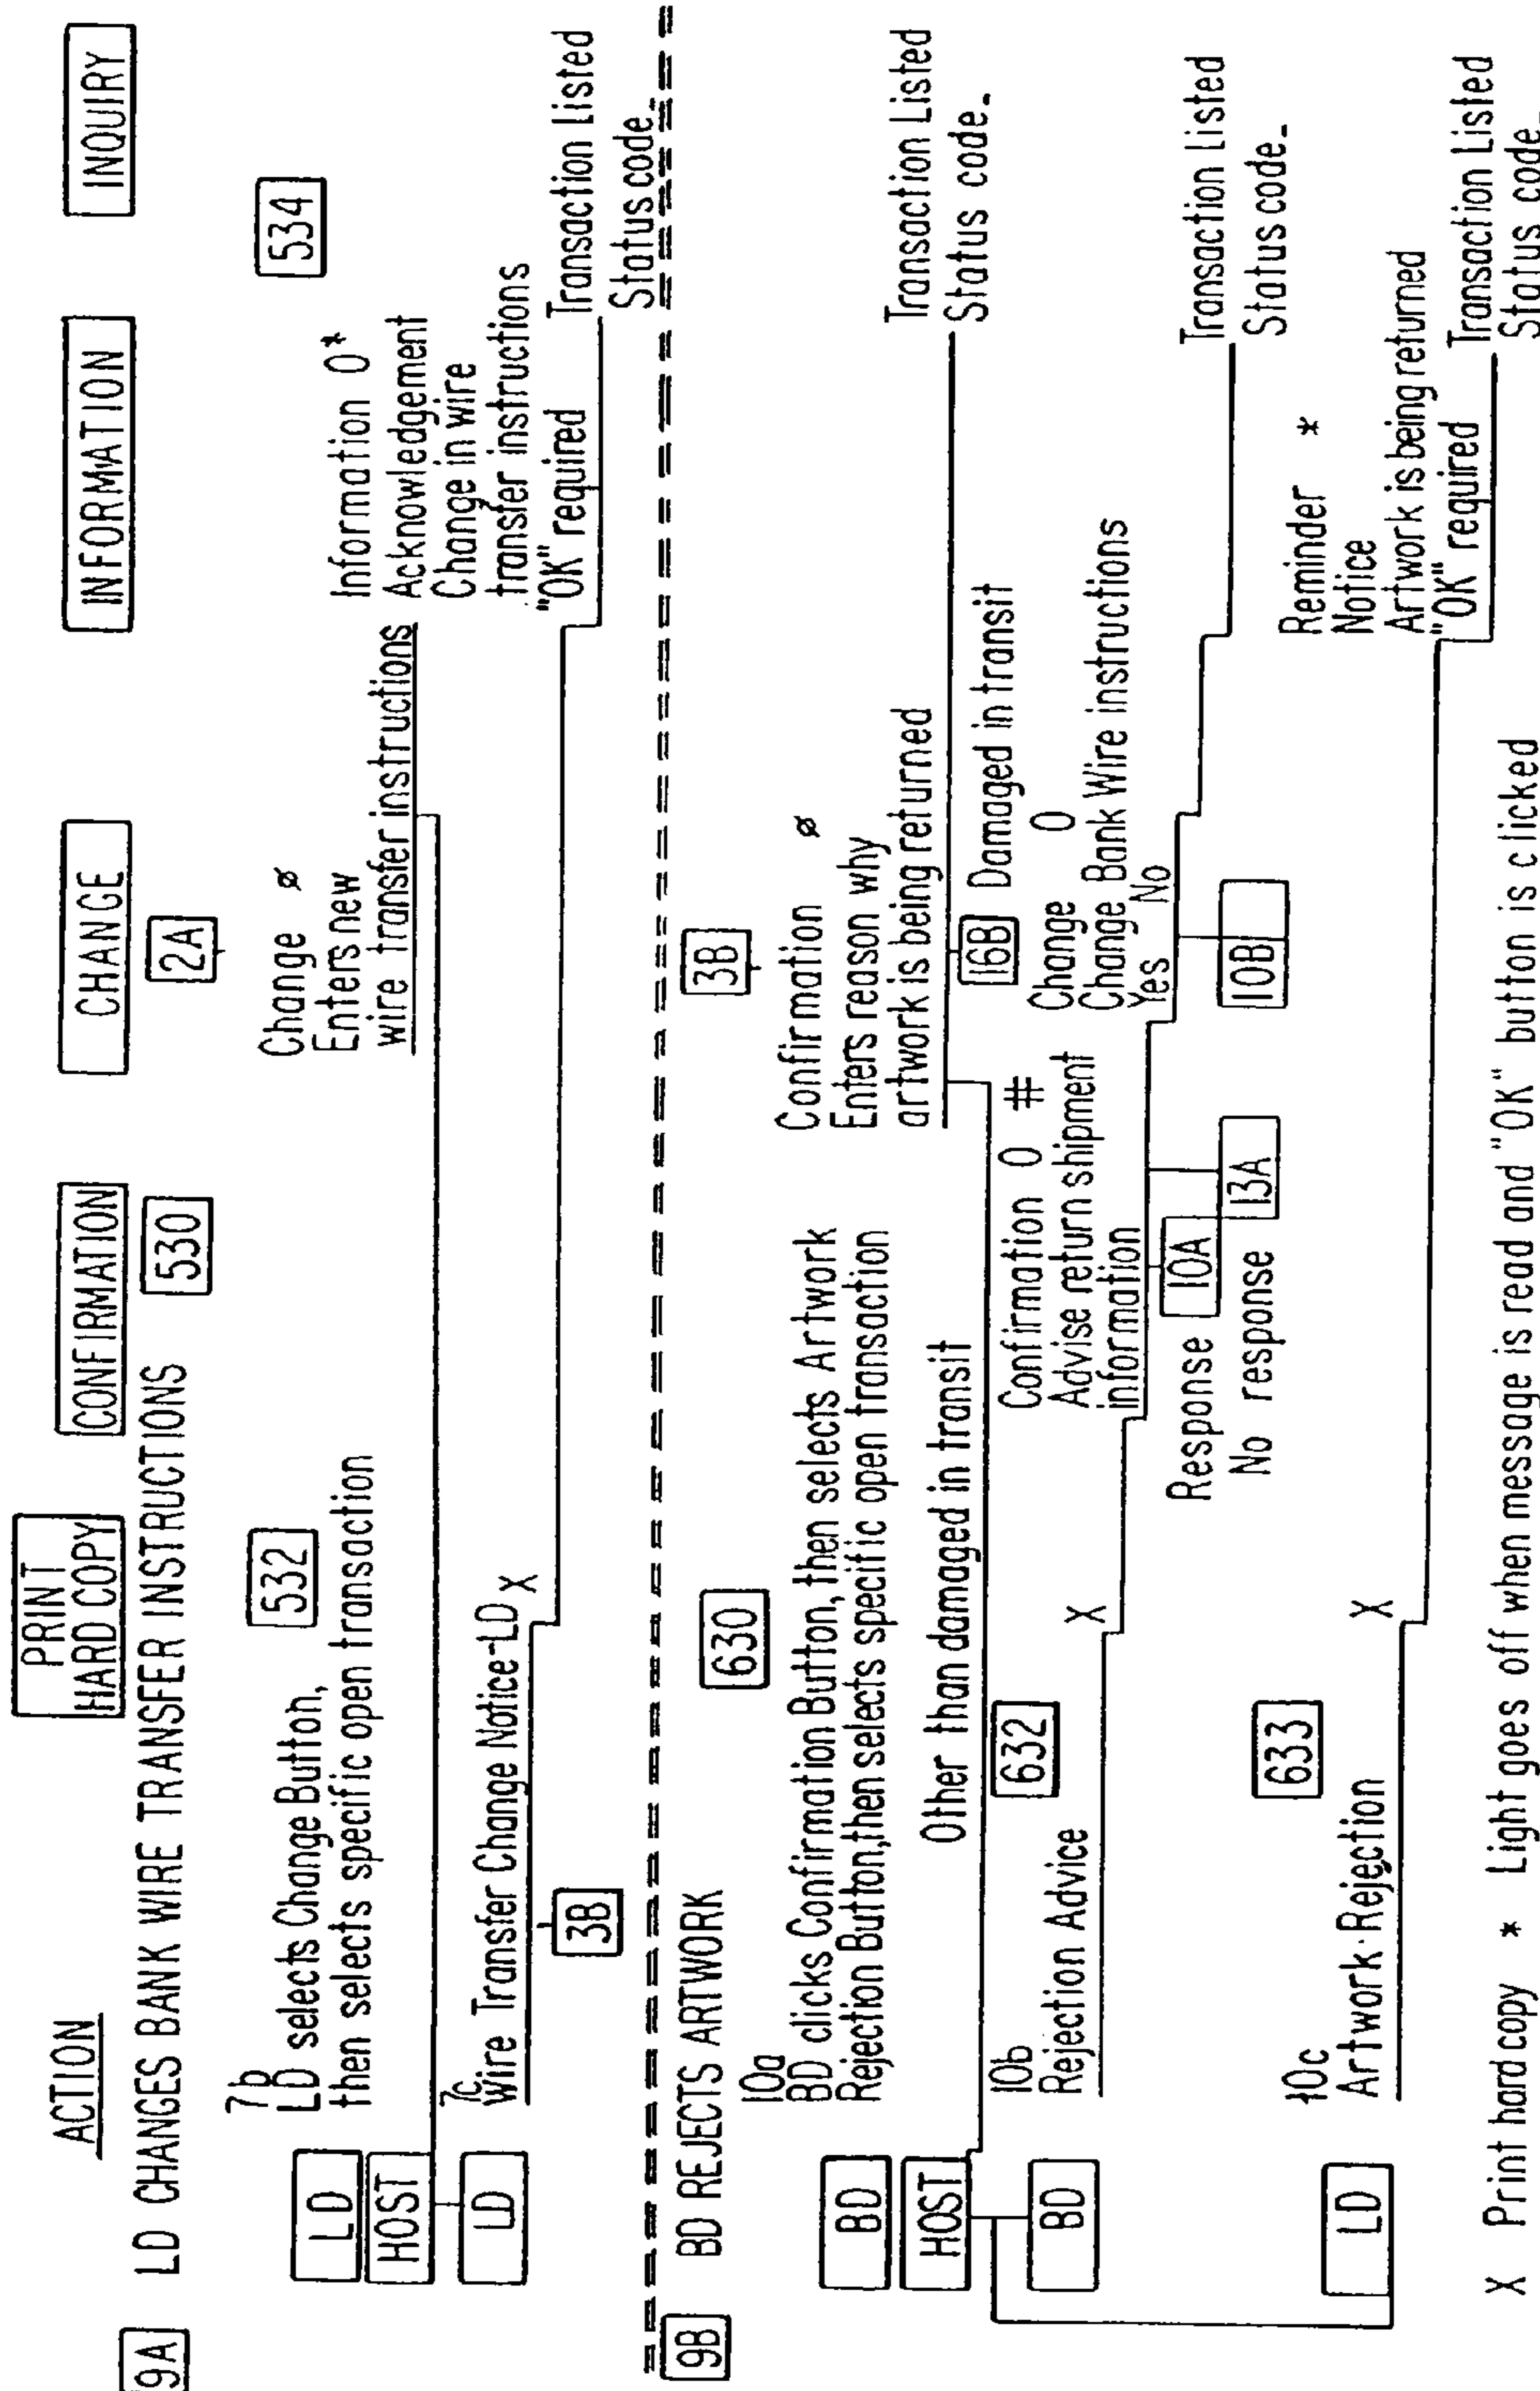 ACTION
PRINT
HARD COPY
CONFIRMATION
CHANGE
INFORMATION
INQUIRY
9A
LD CHANGES BANK WIRE TRANSFER INSTRUCTIONS
530
2A
7b
LD selects Change Button,
then selects specific open transaction
532
Change ø
Enters new
wire transfer instructions
534
LD
HOST
LD
7c
Wire Transfer Change Notice-LD X
3B
Information O*
Acknowledgement
Change in wire
transfer instructions
"OK" required
Transaction Listed
Status code_
9B
BD REJECTS ARTWORK
630
3B
10a
BD clicks Confirmation Button, then selects Artwork
Rejection Button, then selects specific open transaction
Confirmation ø
Enters reason why
artwork is being returned
Transaction Listed
Status code_
BD
HOST
BD
Other than damaged in transit
16B
Damaged in transit
10b
Rejection Advice
632
X
Confirmation O #
Advise return shipment
information
Change O
Change Bank Wire instructions
Yes No
Transaction Listed
Status code_
Response
10A
No response
13A
10B
10c
Artwork Rejection
633
X
LD
Reminder *
Notice
Artwork is being returned
"OK" required
Transaction Listed
Status code_
X Print hard copy * Light goes off when message is read and "OK" button is clicked